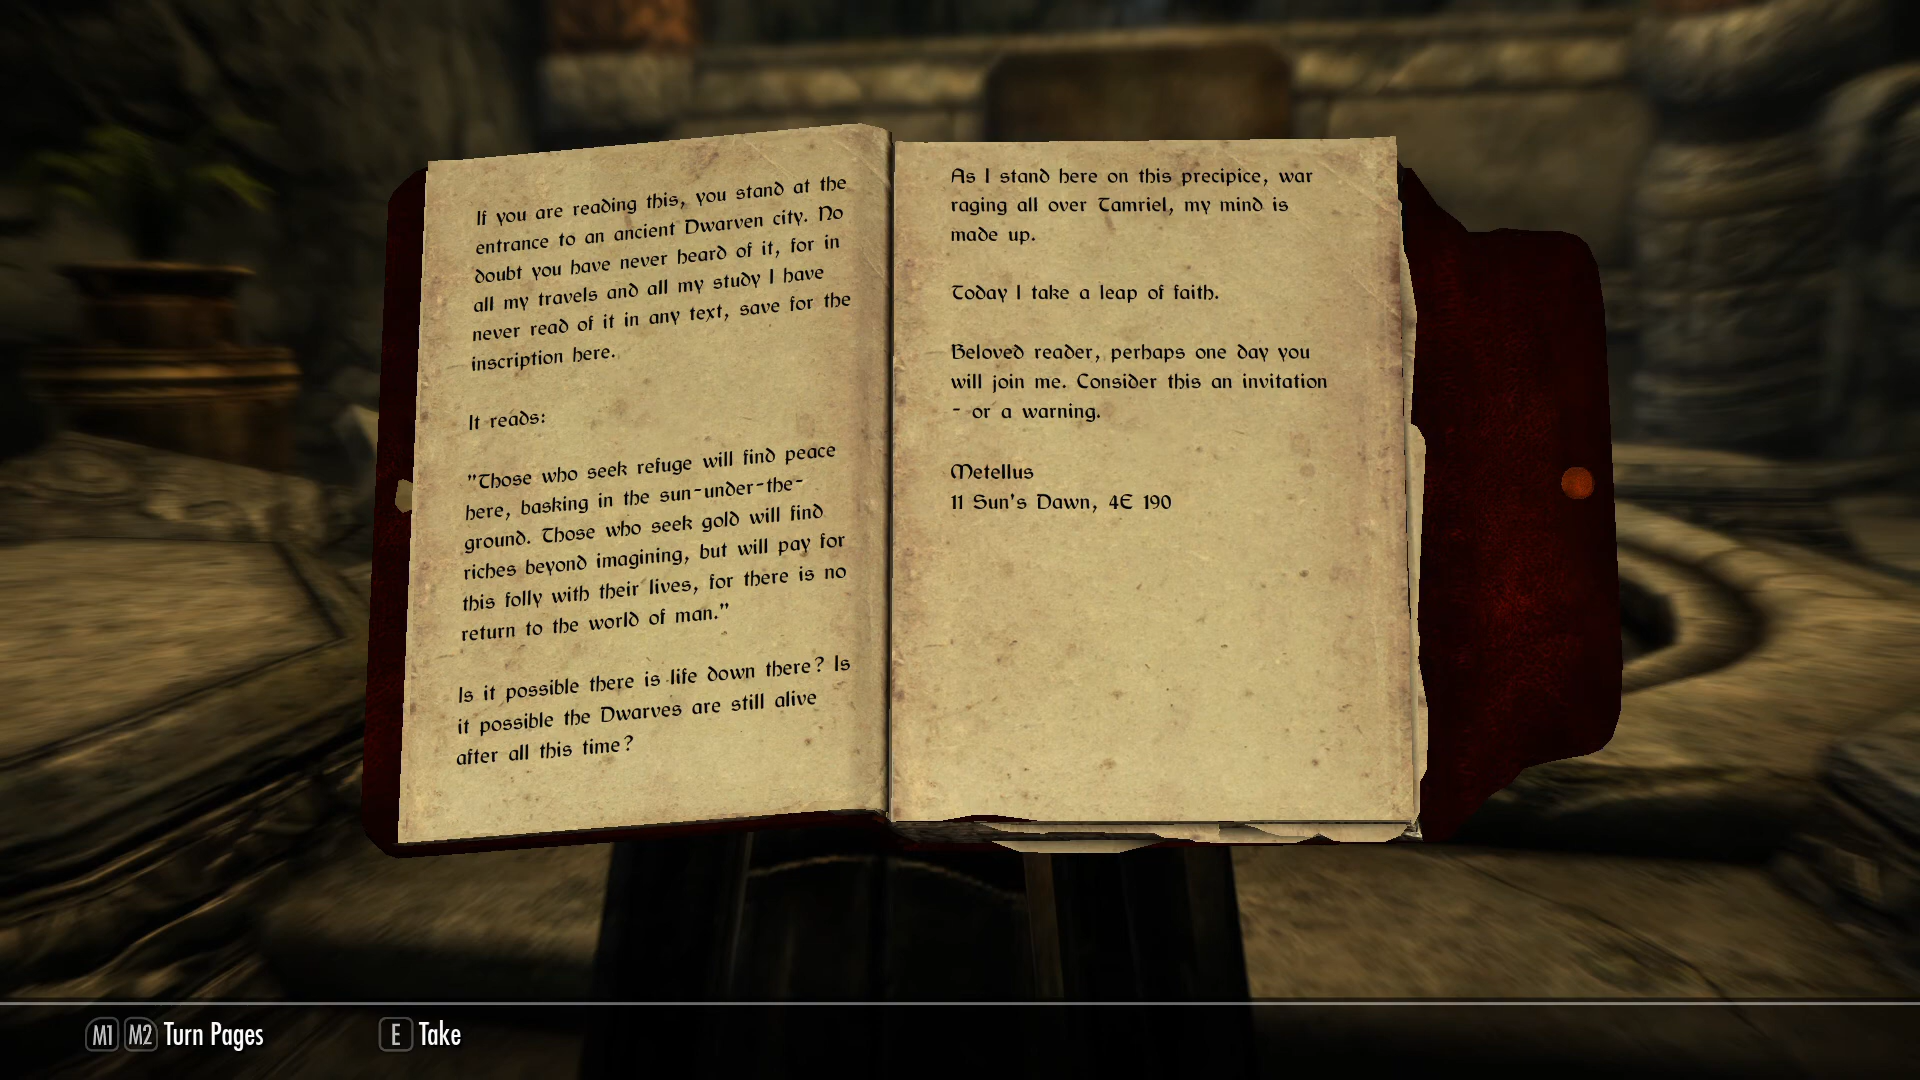 If you are reading this, you stand at the
entrance to an ancient Dwarven city. No
doubt you have never heard of it, for in
all my travels and all my study I have
never read of it in any text, save for the
inscription here.
It reads:
"Those who seek refuge will find peace
here, basking in the sun-under-the-
ground. Those who seek gold will find
riches beyond imagining, but will pay for
this folly with their lives, for there is no
return to the world of man."
Is it possible there is life down there? Is
it possible the Dwarves are still alive
after all this time?
As I stand here on this precipice, war
raging all over Tamriel, my mind is
made up.
Today I take a leap of faith.
Beloved reader, perhaps one day you
will join me. Consider this an invitation
- or a warning.
Metellus
11 Sun's Dawn, 4E 190
M1 M2 Turn Pages
E Take